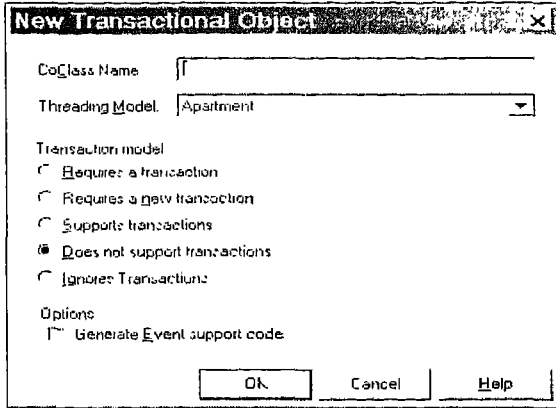 New Transactional Object
CoClass Name
Threading Model. Apartment
Transaction model
Requires a transaction
Requires a new transaction
Supports transactions
Does not support transactions
Ignores Transactions
Options
Generate Event support code
OK Cancel Help